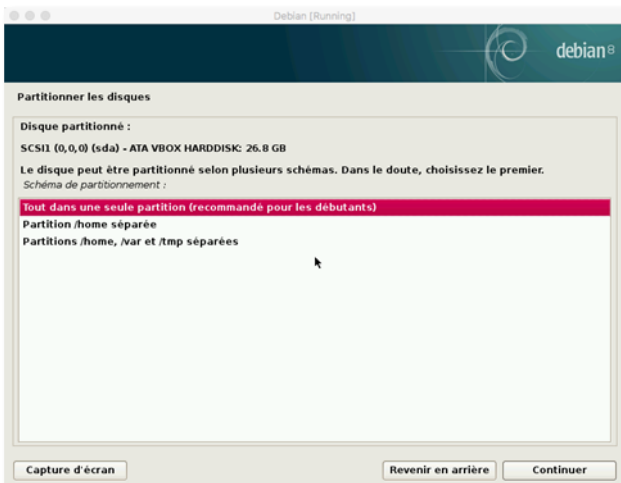 Debian [Running]
debian 8
Partitionner les disques
Disque partitionné :
SCSI1 (0,0,0) (sda) - ATA VBOX HARDDISK: 26.8 GB
Le disque peut être partitionné selon plusieurs schémas. Dans le doute, choisissez le premier.
Schéma de partitionnement :
Tout dans une seule partition (recommandé pour les débutants)
Partition /home séparée
Partitions /home, /var et /tmp séparées
Capture d'écran
Revenir en arrière
Continuer